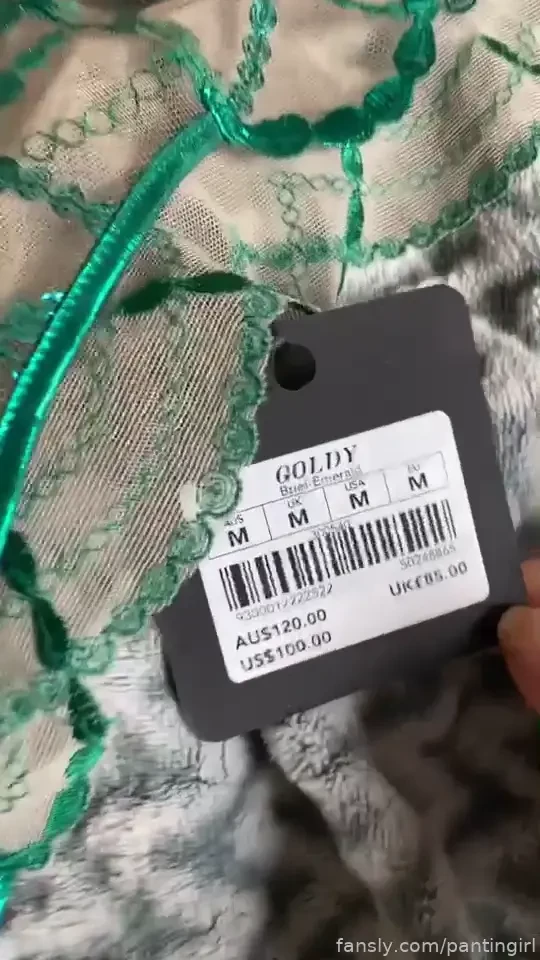 GOLDY
Brief-Emerald
AUS UK USA EU
M M M M
UK£85.00
AU$120.00
US$100.00
fansly.com/pantingirl